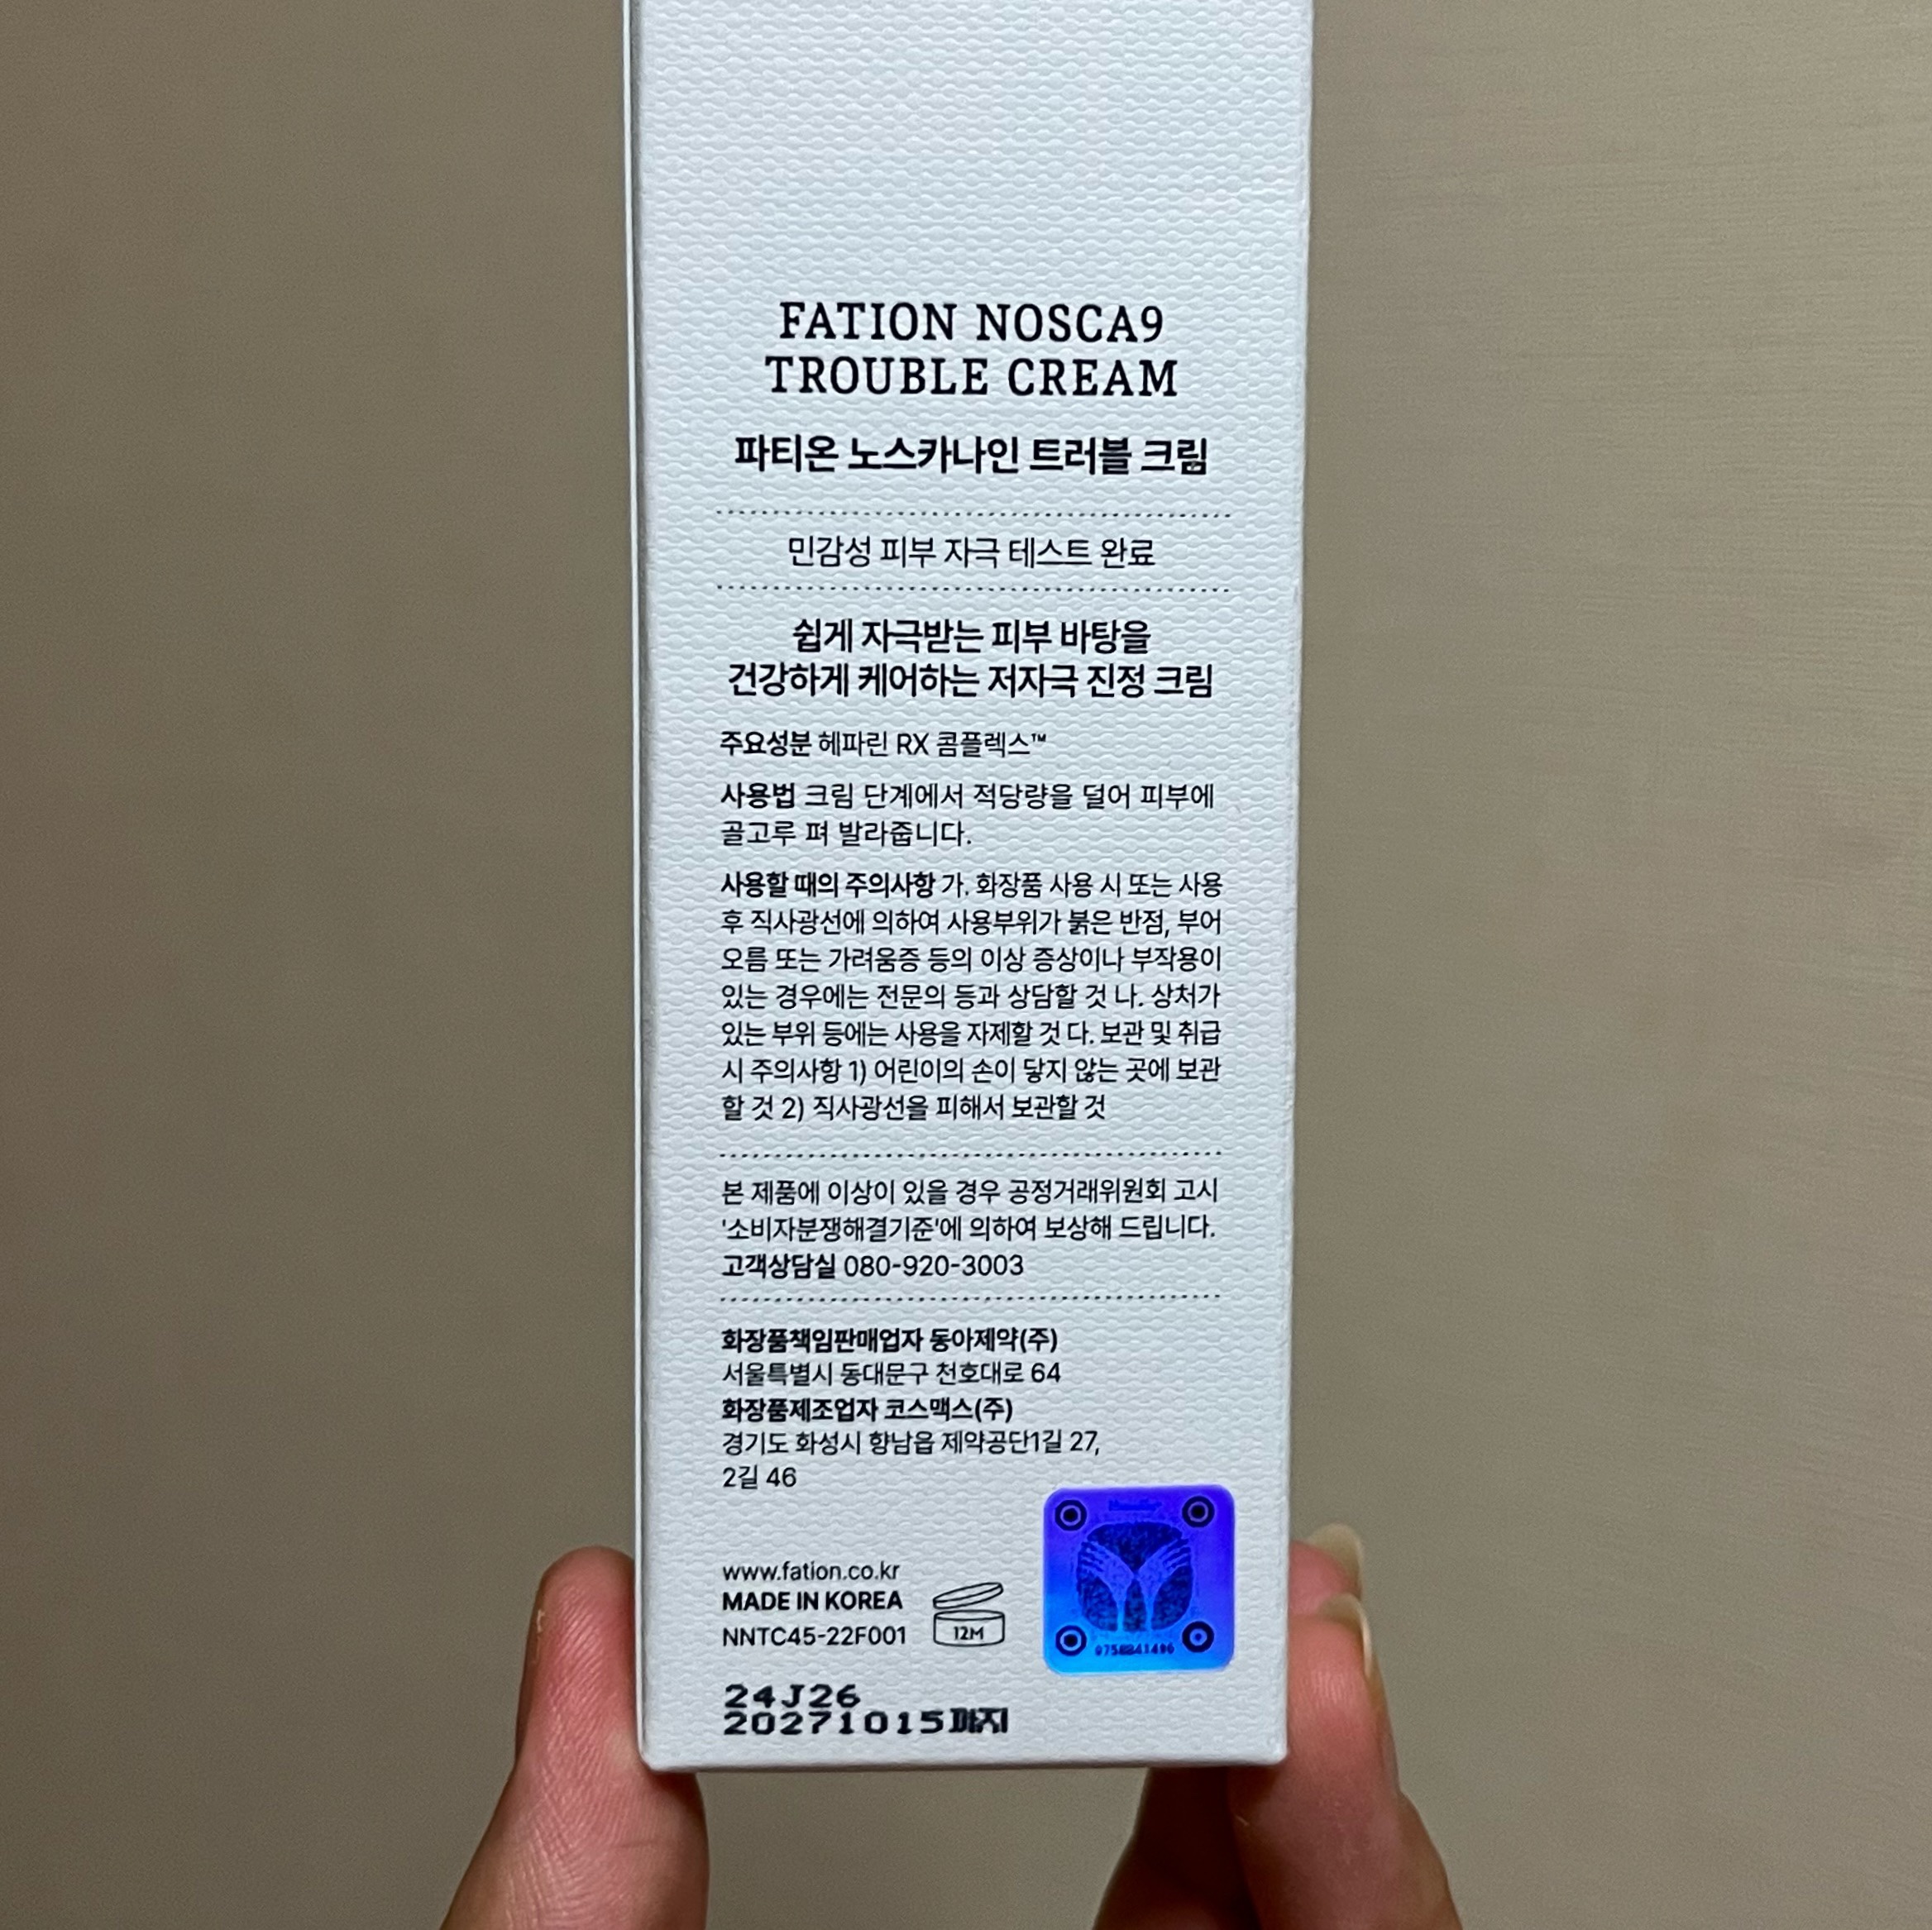 FATION NOSCA9
TROUBLE CREAM
파티온 노스카나인 트러블 크림
민감성 피부 자극 테스트 완료
쉽게 자극받는 피부 바탕을
건강하게 케어하는 저자극 진정 크림
주요성분 헤파린 RX 콤플렉스™
사용법 크림 단계에서 적당량을 덜어 피부에
골고루 펴 발라줍니다.
사용할 때의 주의사항 가. 화장품 사용 시 또는 사용
후 직사광선에 의하여 사용부위가 붉은 반점, 부어
오름 또는 가려움증 등의 이상 증상이나 부작용이
있는 경우에는 전문의 등과 상담할 것 나. 상처가
있는 부위 등에는 사용을 자제할 것 다. 보관 및 취급
시 주의사항 1) 어린이의 손이 닿지 않는 곳에 보관
할 것 2) 직사광선을 피해서 보관할 것
본 제품에 이상이 있을 경우 공정거래위원회 고시
'소비자분쟁해결기준'에 의하여 보상해 드립니다.
고객상담실 080-920-3003
화장품책임판매업자 동아제약(주)
서울특별시 동대문구 천호대로 64
화장품제조업자 코스맥스(주)
경기도 화성시 향남읍 제약공단1길 27,
2길 46
www.fation.co.kr
MADE IN KOREA
NNTC45-22F001
12M
24J26
20271015까지